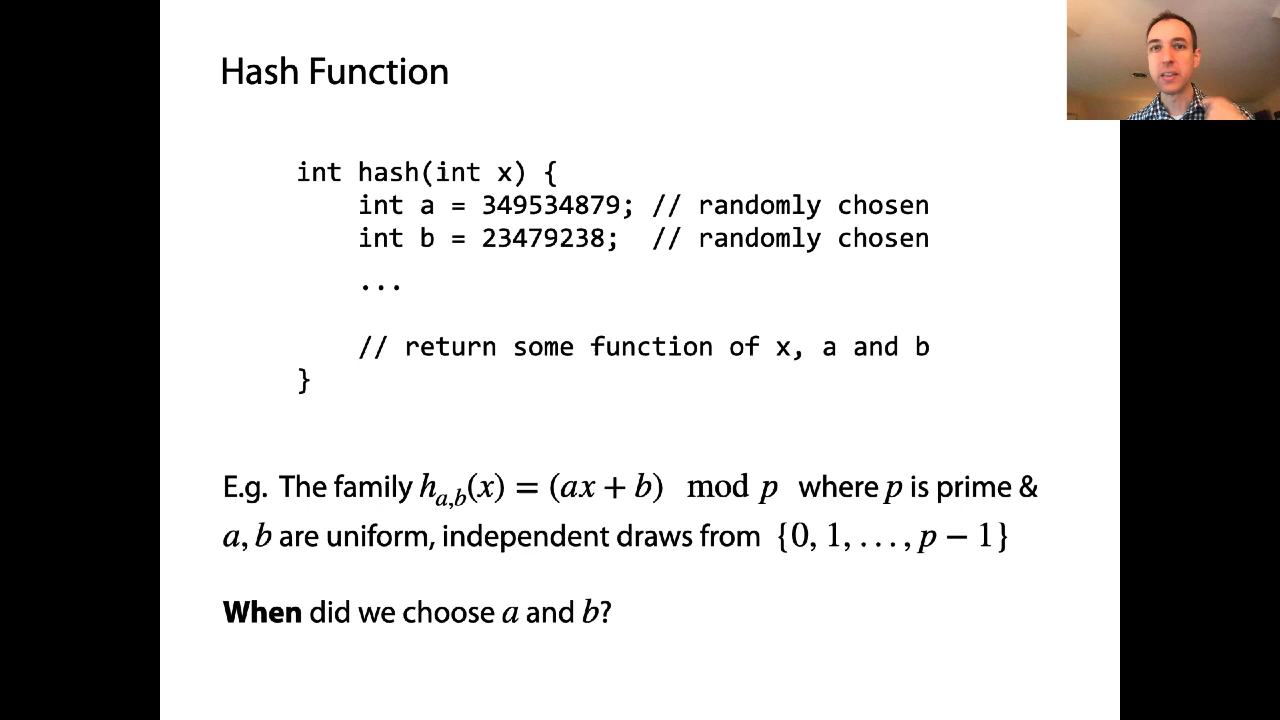 Hash Function
int hash(int x) {
int a = 349534879; // randomly chosen
int b = 23479238; // randomly chosen
...
// return some function of x, a and b
}
E.g. The family h_{a,b}(x) = (ax + b) mod p where p is prime &
a, b are uniform, independent draws from {0, 1, ..., p − 1}
When did we choose a and b?